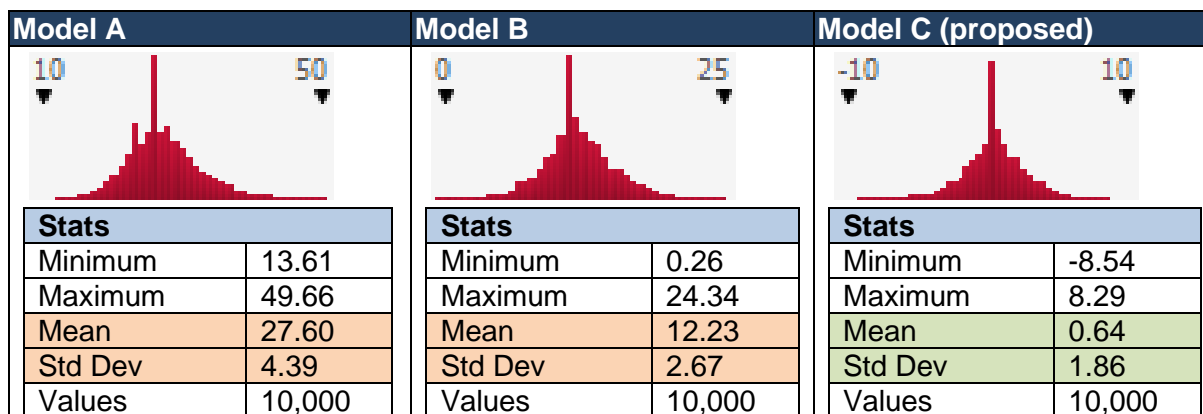 Model A Model B Model C (proposed)
10 50 0 25 -10 10
Stats Stats Stats
Minimum 13.61 Minimum 0.26 Minimum -8.54
Maximum 49.66 Maximum 24.34 Maximum 8.29
Mean 27.60 Mean 12.23 Mean 0.64
Std Dev 4.39 Std Dev 2.67 Std Dev 1.86
Values 10,000 Values 10,000 Values 10,000